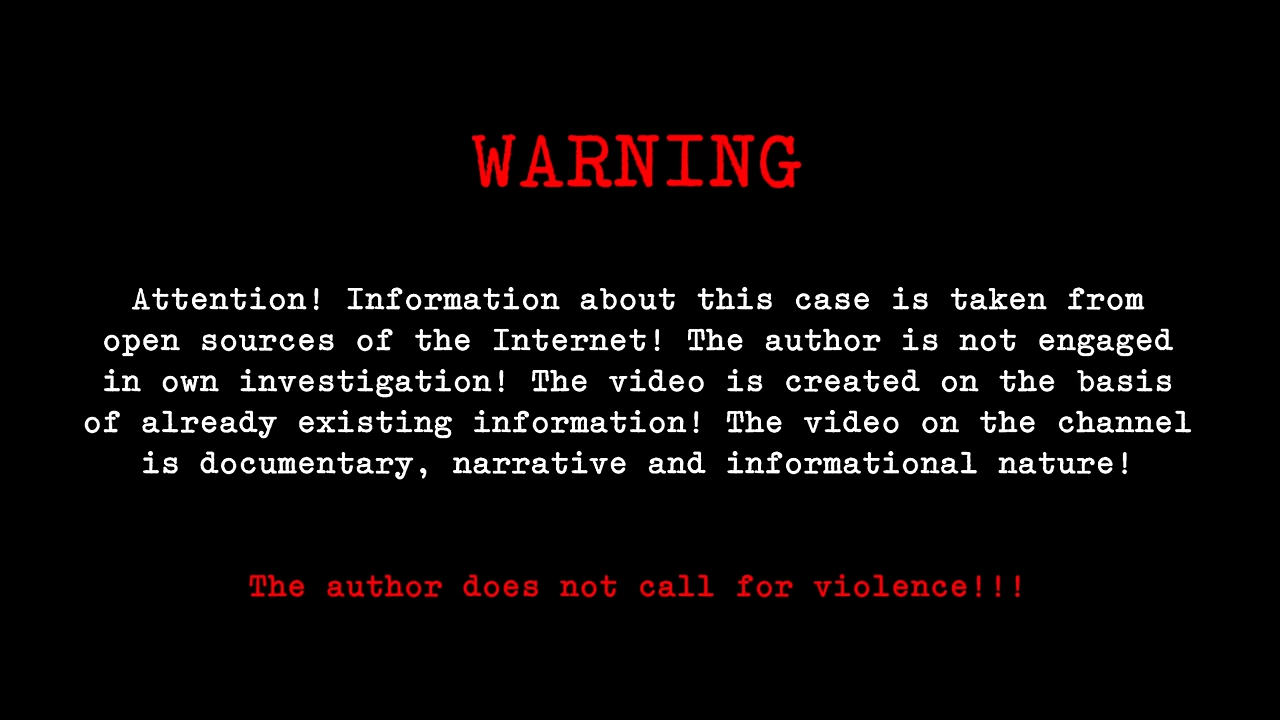 WARNING
Attention! Information about this case is taken from
open sources of the Internet! The author is not engaged
in own investigation! The video is created on the basis
of already existing information! The video on the channel
is documentary, narrative and informational nature!
The author does not call for violence!!!